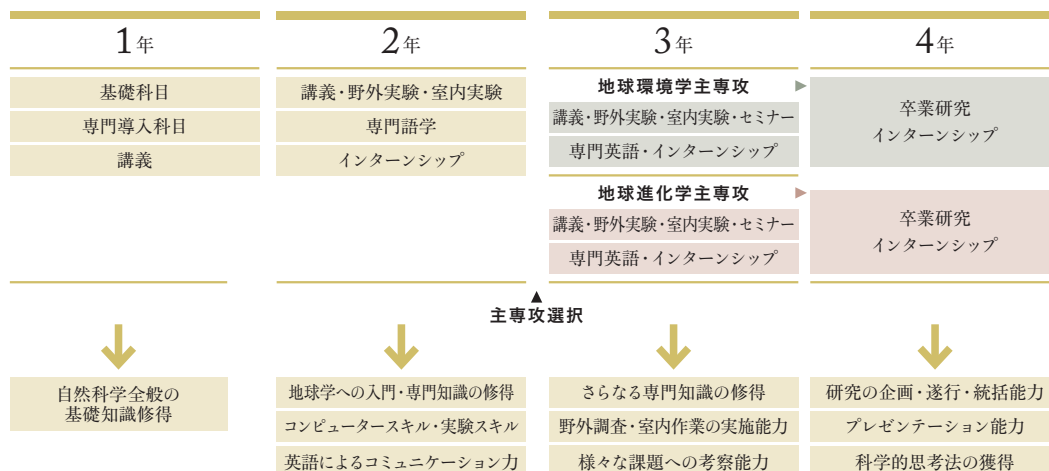 1年
基礎科目
専門導入科目
講義
2年
講義・野外実験・室内実験
専門語学
インターンシップ
3年
地球環境学主専攻
講義・野外実験・室内実験・セミナー
専門英語・インターンシップ
地球進化学主専攻
講義・野外実験・室内実験・セミナー
専門英語・インターンシップ
4年
卒業研究
インターンシップ
卒業研究
インターンシップ
主専攻選択
自然科学全般の
基礎知識修得
地球学への入門・専門知識の修得
コンピュータースキル・実験スキル
英語によるコミュニケーション力
さらなる専門知識の修得
野外調査・室内作業の実施能力
様々な課題への考察能力
研究の企画・遂行・統括能力
プレゼンテーション能力
科学的思考法の獲得